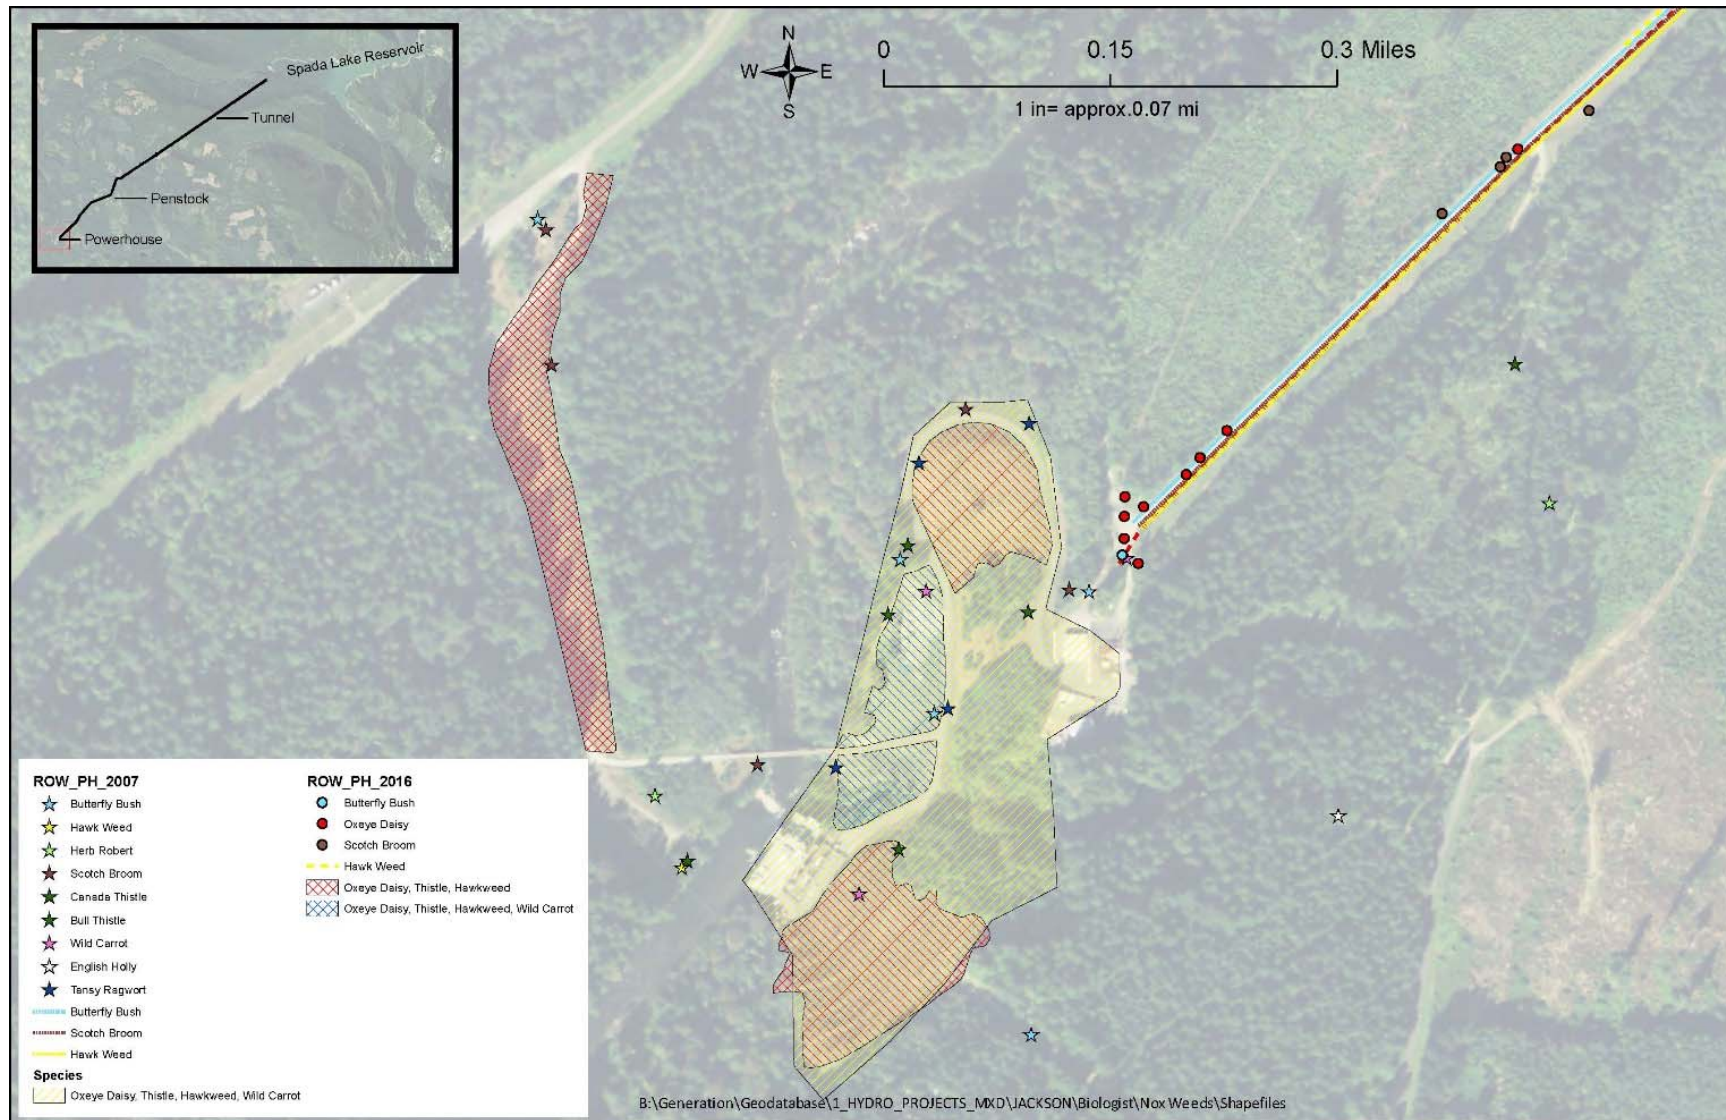 Spada Lake Reservoir
Tunnel
Penstock
Powerhouse
N
W E
S
0 0.15 0.3 Miles
1 in= approx.0.07 mi
ROW_PH_2007
Butterfly Bush
Hawk Weed
Herb Robert
Scotch Broom
Canada Thistle
Bull Thistle
Wild Carrot
English Holly
Tansy Ragwort
Butterfly Bush
Scotch Broom
Hawk Weed
Species
Oxeye Daisy, Thistle, Hawkweed, Wild Carrot
ROW_PH_2016
Butterfly Bush
Oxeye Daisy
Scotch Broom
Hawk Weed
Oxeye Daisy, Thistle, Hawkweed
Oxeye Daisy, Thistle, Hawkweed, Wild Carrot
B:\Generation\Geodatabase\1_HYDRO_PROJECTS_MXD\JACKSON\Biologist\Nox Weeds\Shapefiles